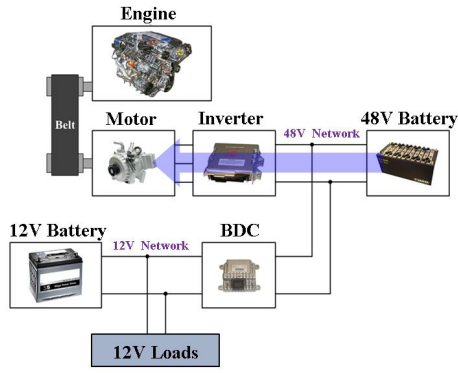 Engine
Belt
Motor
Inverter
48V Network
48V Battery
12V Battery
12V Network
BDC
12V Loads